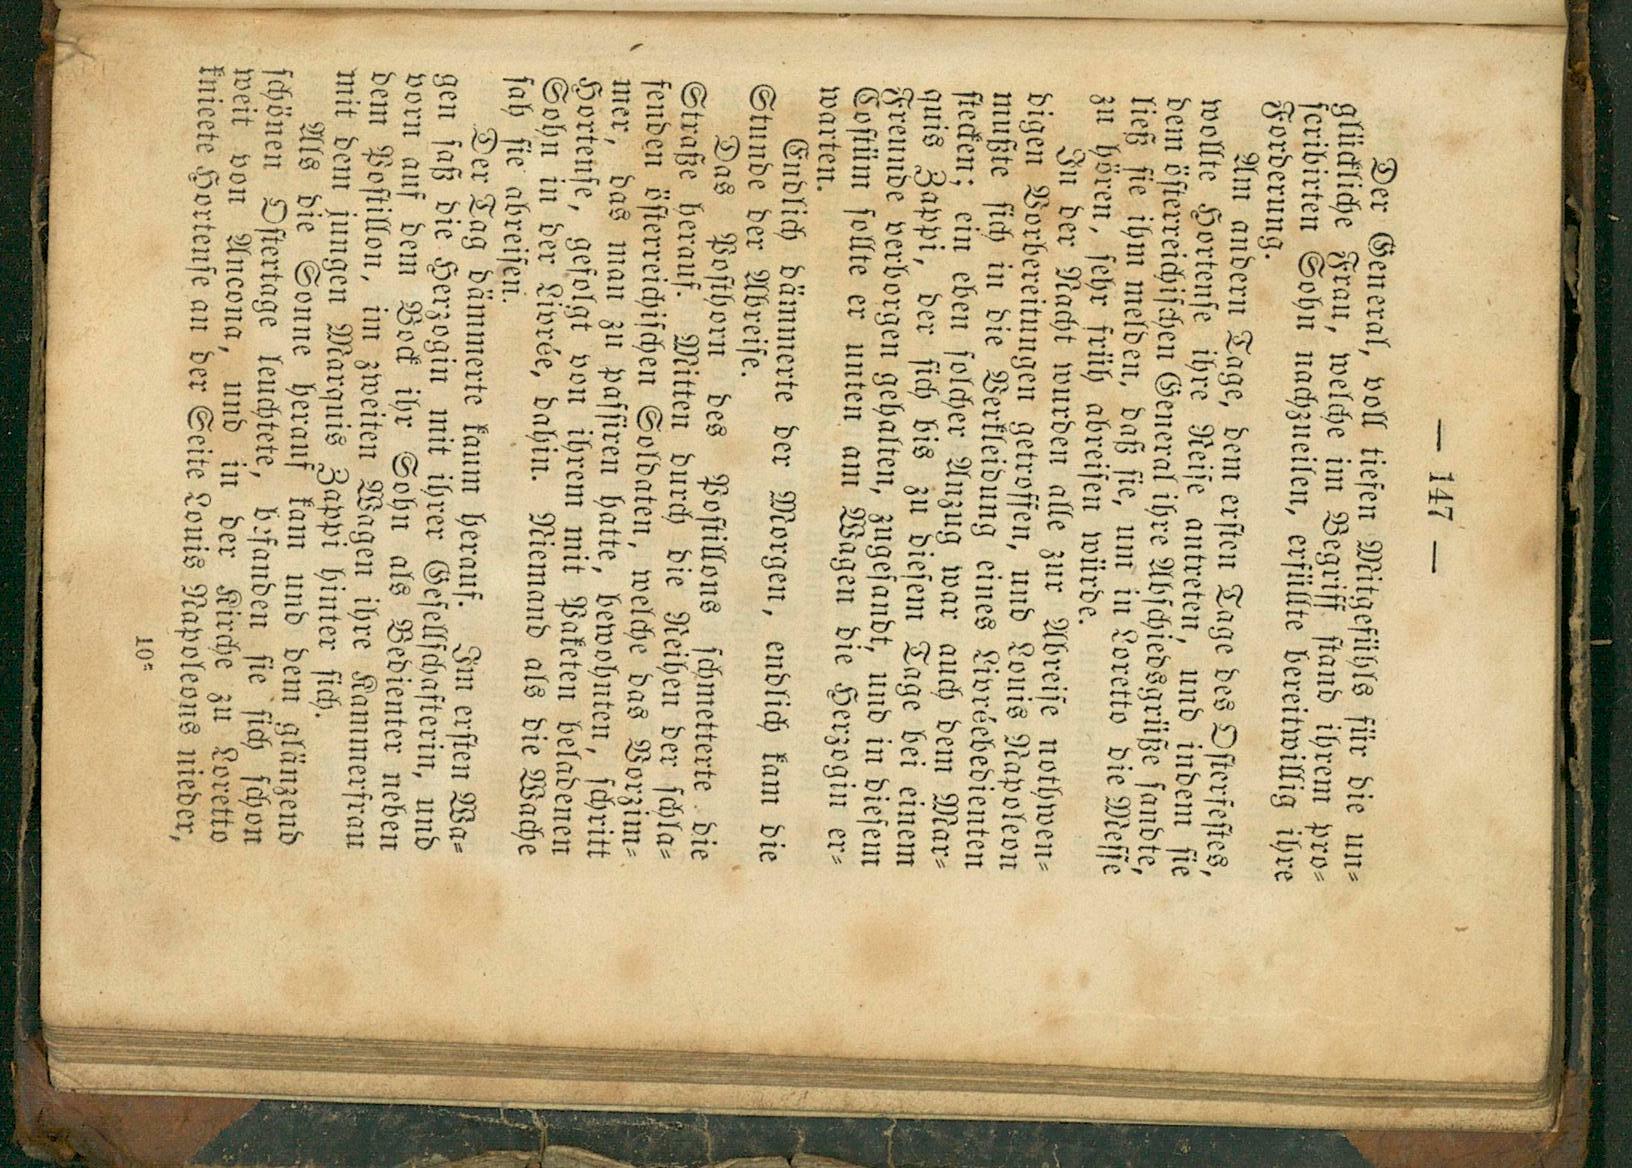 — 147 —
Der General, voll tiefen Mitgefühls für die un=
glückliche Frau, welche im Begriff stand ihrem pro=
scribirten Sohn nachzueilen, erfüllte bereitwillig ihre
Forderung.
Am andern Tage, dem ersten Tage des Osterfestes,
wollte Hortense ihre Reise antreten, und indem sie
dem österreichischen General ihre Abschiedsgrüße sandte,
ließ sie ihm melden, daß sie, um in Loretto die Messe
zu hören, sehr früh abreisen würde.
In der Nacht wurden alle zur Abreise nothwen=
digen Vorbereitungen getroffen, und Louis Napoleon
mußte sich in die Verkleidung eines Livréebedienten
stecken; ein eben solcher Anzug war auch dem Mar=
quis Zappi, der sich bis zu diesem Tage bei einem
Freunde verborgen gehalten, zugesandt, und in diesem
Costüm sollte er unten am Wagen die Herzogin er=
warten.
Endlich dämmerte der Morgen, endlich kam die
Stunde der Abreise.
Das Posthorn des Postillons schmetterte die
Straße herauf. Mitten durch die Reihen der schla=
fenden österreichischen Soldaten, welche das Vorzim=
mer, das man zu passiren hatte, bewohnten, schritt
Hortense, gefolgt von ihrem mit Paketen beladenen
Sohn in der Livrée, dahin. Niemand als die Wache
sah sie abreisen.
Der Tag dämmerte kaum herauf. Im ersten Wa=
gen saß die Herzogin mit ihrer Gesellschafterin, und
vorn auf dem Bock ihr Sohn als Bedienter neben
dem Postillon, im zweiten Wagen ihre Kammerfrau
mit dem jungen Marquis Zappi hinter sich.
Als die Sonne herauf kam und dem glänzend
schönen Ostertage leuchtete, befanden sie sich schon
weit von Ancona, und in der Kirche zu Loretto
knieete Hortense an der Seite Louis Napoleons nieder,
10*